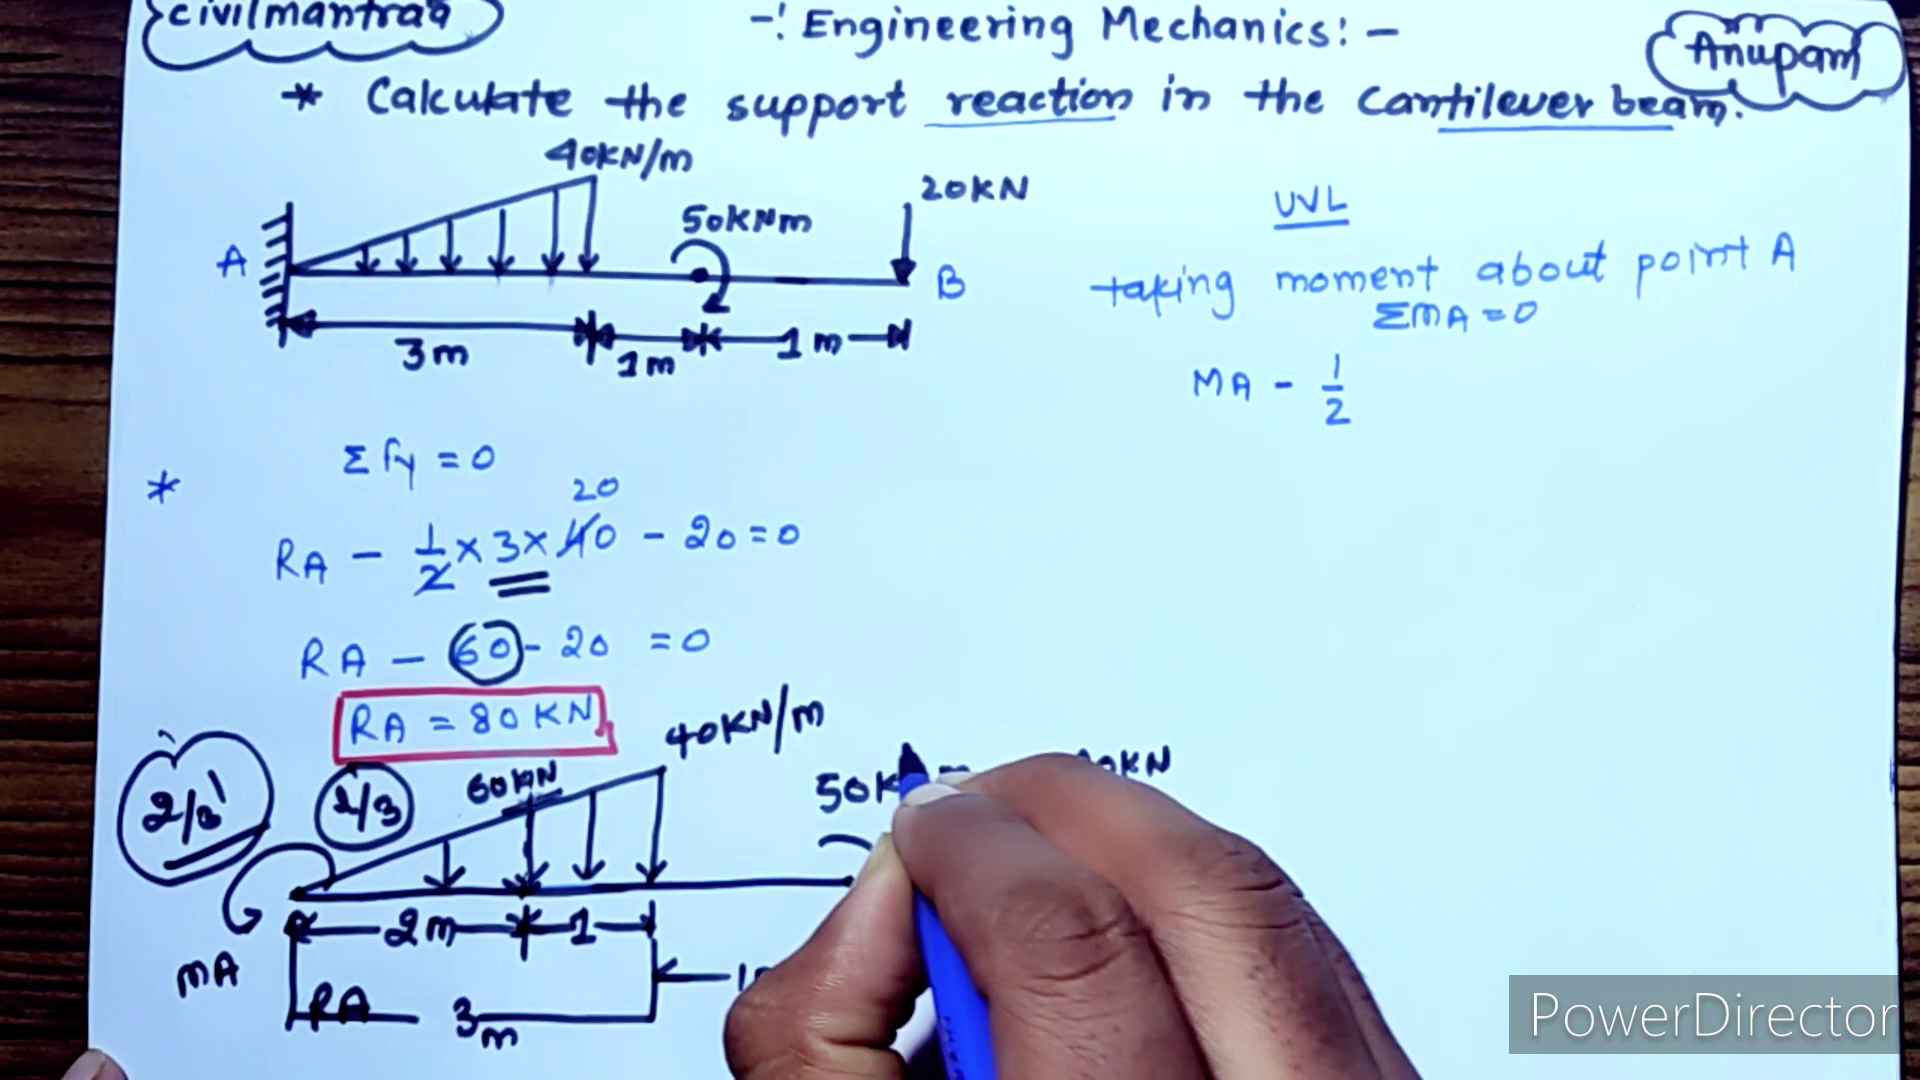 civilmantraa
-! Engineering Mechanics: -
Anupam
* Calculate the support reaction in the cantilever beam.
40KN/m
50KNm
20KN
A
B
3m
1m
1m
UVL
taking moment about point A
ΣMA = 0
MA - 1/2
* Σfy = 0
20
RA - 1/2 × 3 × 40 - 20 = 0
RA - 60 - 20 = 0
RA = 80 KN
40KN/m
2/3
2/3
60KN
2m
1
MA
RA
3m
PowerDirector